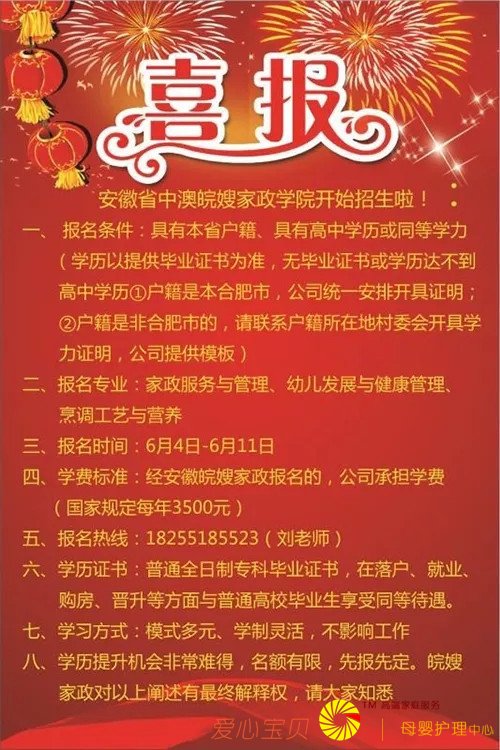 喜报
安徽省中澳皖嫂家政学院开始招生啦！：
一、 报名条件：具有本省户籍、具有高中学历或同等学力
（学历以提供毕业证书为准，无毕业证书或学历达不到
高中学历①户籍是本合肥市，公司统一安排开具证明；
②户籍是非合肥市的，请联系户籍所在地村委会开具学
力证明，公司提供模板）
二、报名专业：家政服务与管理、幼儿发展与健康管理、
烹调工艺与营养
三、报名时间：6月4日-6月11日
四、学费标准：经安徽皖嫂家政报名的，公司承担学费
（国家规定每年3500元）
五、报名热线：18255185523（刘老师）
六、学历证书：普通全日制专科毕业证书，在落户、就业、
购房、晋升等方面与普通高校毕业生享受同等待遇。
七、学习方式：模式多元、学制灵活，不影响工作
八、学历提升机会非常难得，名额有限，先报先定。皖嫂
家政对以上阐述有最终解释权，请大家知悉
TM 高端家庭服务
爱心宝贝 | 母婴护理中心